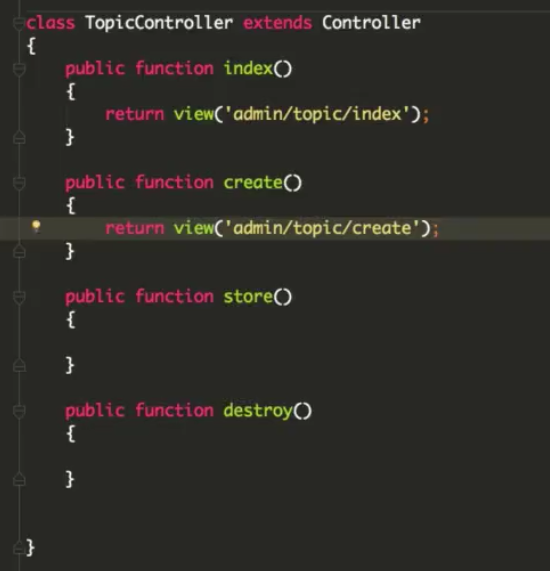 class TopicController extends Controller
{
    public function index()
    {
        return view('admin/topic/index');
    }

    public function create()
    {
        return view('admin/topic/create');
    }

    public function store()
    {

    }

    public function destroy()
    {

    }


}